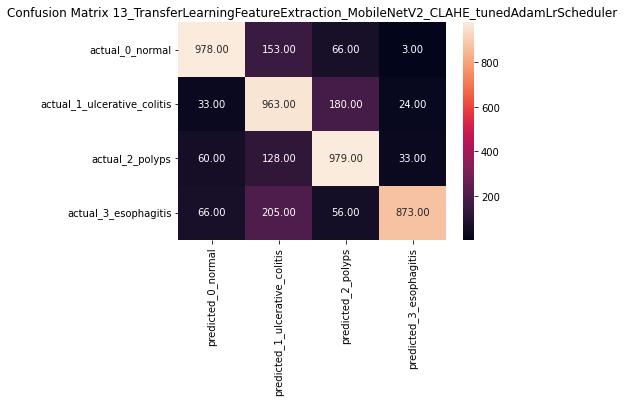 Confusion Matrix 13_TransferLearningFeatureExtraction_MobileNetV2_CLAHE_tunedAdamLrScheduler
actual_0_normal 978.00 153.00 66.00 3.00
actual_1_ulcerative_colitis 33.00 963.00 180.00 24.00
actual_2_polyps 60.00 128.00 979.00 33.00
actual_3_esophagitis 66.00 205.00 56.00 873.00
predicted_0_normal
predicted_1_ulcerative_colitis
predicted_2_polyps
predicted_3_esophagitis
800
600
400
200